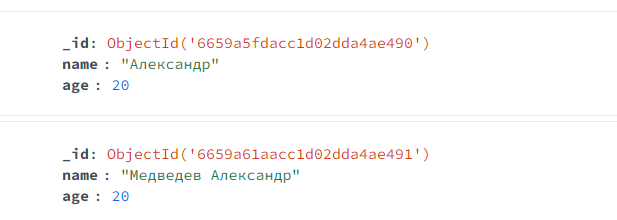 _id: ObjectId('6659a5fdacc1d02dda4ae490')
name : "Александр"
age : 20
_id: ObjectId('6659a61aacc1d02dda4ae491')
name : "Медведев Александр"
age : 20